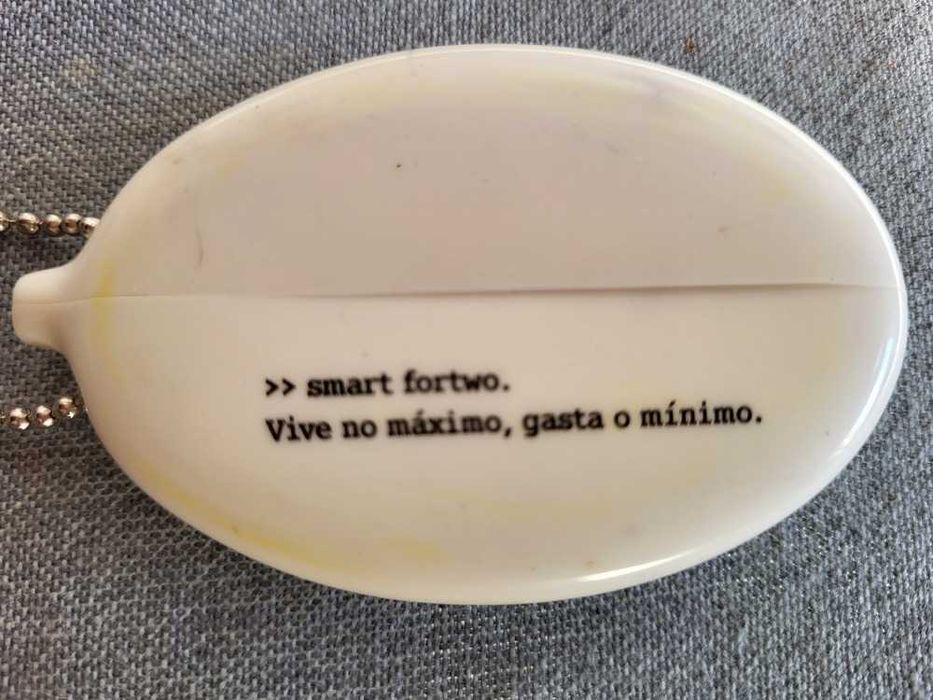 >> smart fortwo.
Vive no máximo, gasta o mínimo.